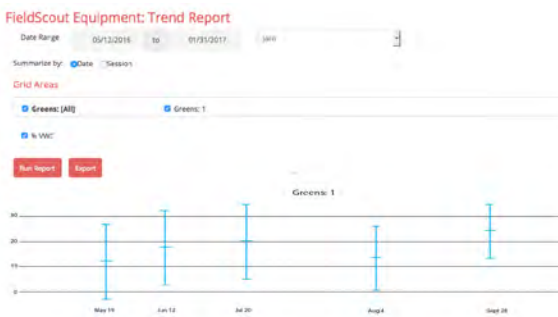 FieldScout Equipment: Trend Report
Date Range 05/12/2016 to 01/31/2017
Summarize by: Date Session
Grid Areas
Greens: [All] Greens: 1
% VWC
Run Report Export
Greens: 1
30
20
0
May 19 Jun 12 Jul 20 Aug 4 Sept 28